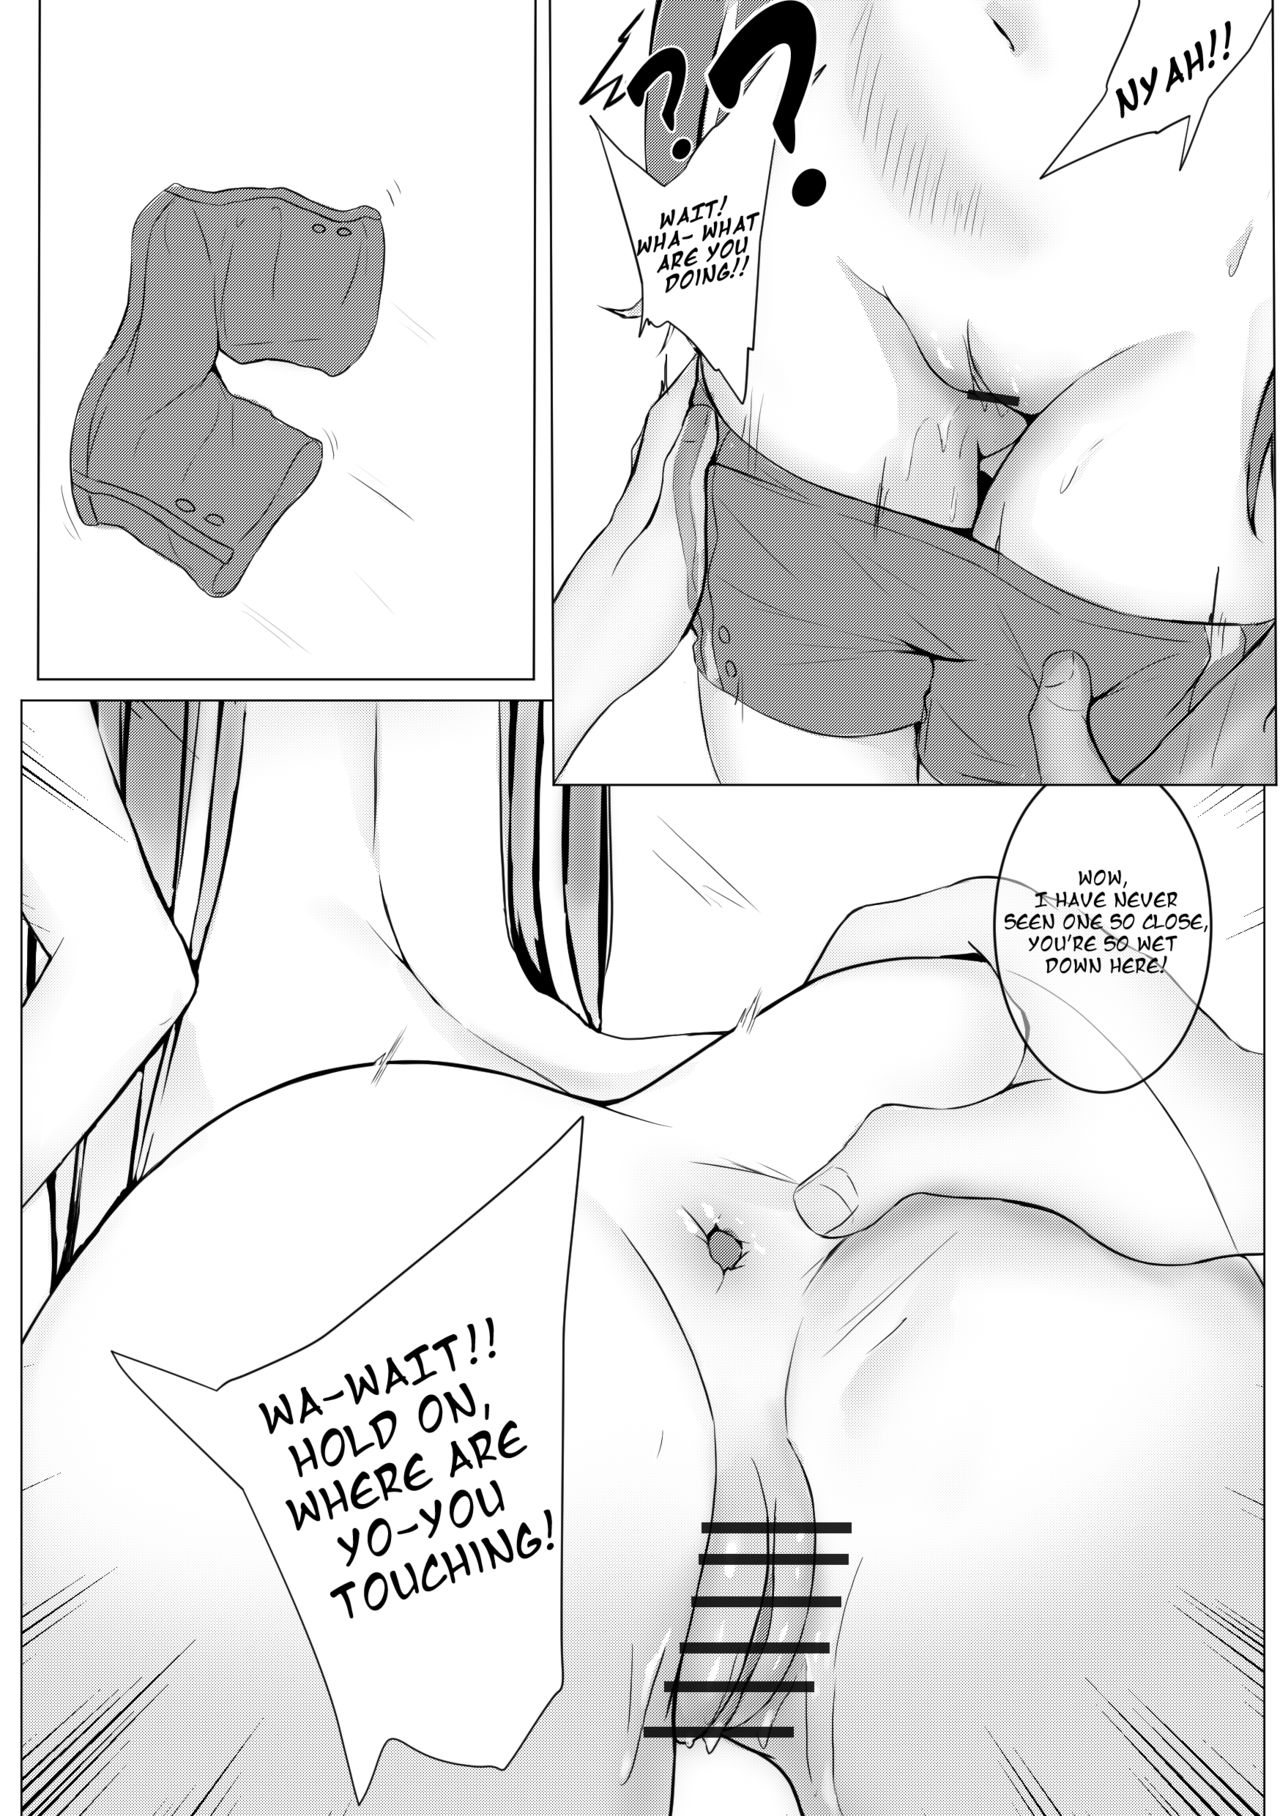 NYAH!!
??
WAIT!
WHA- WHAT
ARE YOU
DOING!!
WOW,
I HAVE NEVER
SEEN ONE SO CLOSE,
YOU'RE SO WET
DOWN HERE!
WA-WAIT!!
HOLD ON,
WHERE ARE
YO-YOU
TOUCHING!